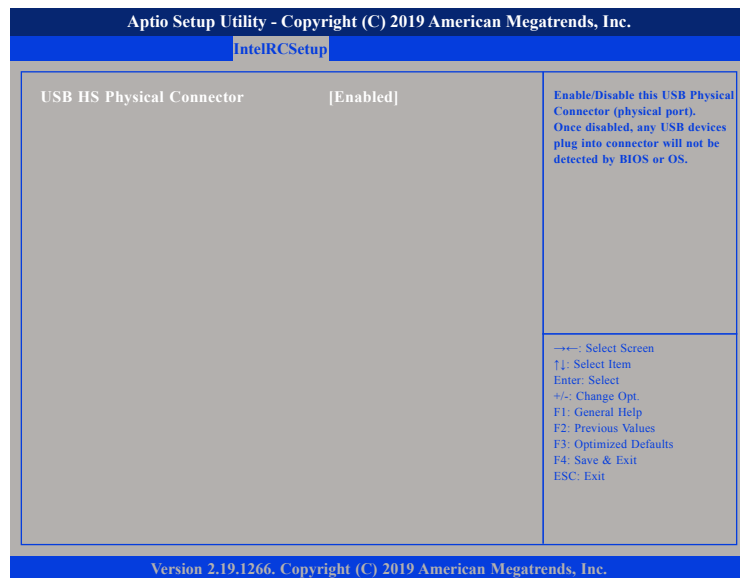 Aptio Setup Utility - Copyright (C) 2019 American Megatrends, Inc.
IntelRCSetup
USB HS Physical Connector [Enabled]
Enable/Disable this USB Physical
Connector (physical port).
Once disabled, any USB devices
plug into connector will not be
detected by BIOS or OS.
→←: Select Screen
↑↓: Select Item
Enter: Select
+/-: Change Opt.
F1: General Help
F2: Previous Values
F3: Optimized Defaults
F4: Save & Exit
ESC: Exit
Version 2.19.1266. Copyright (C) 2019 American Megatrends, Inc.